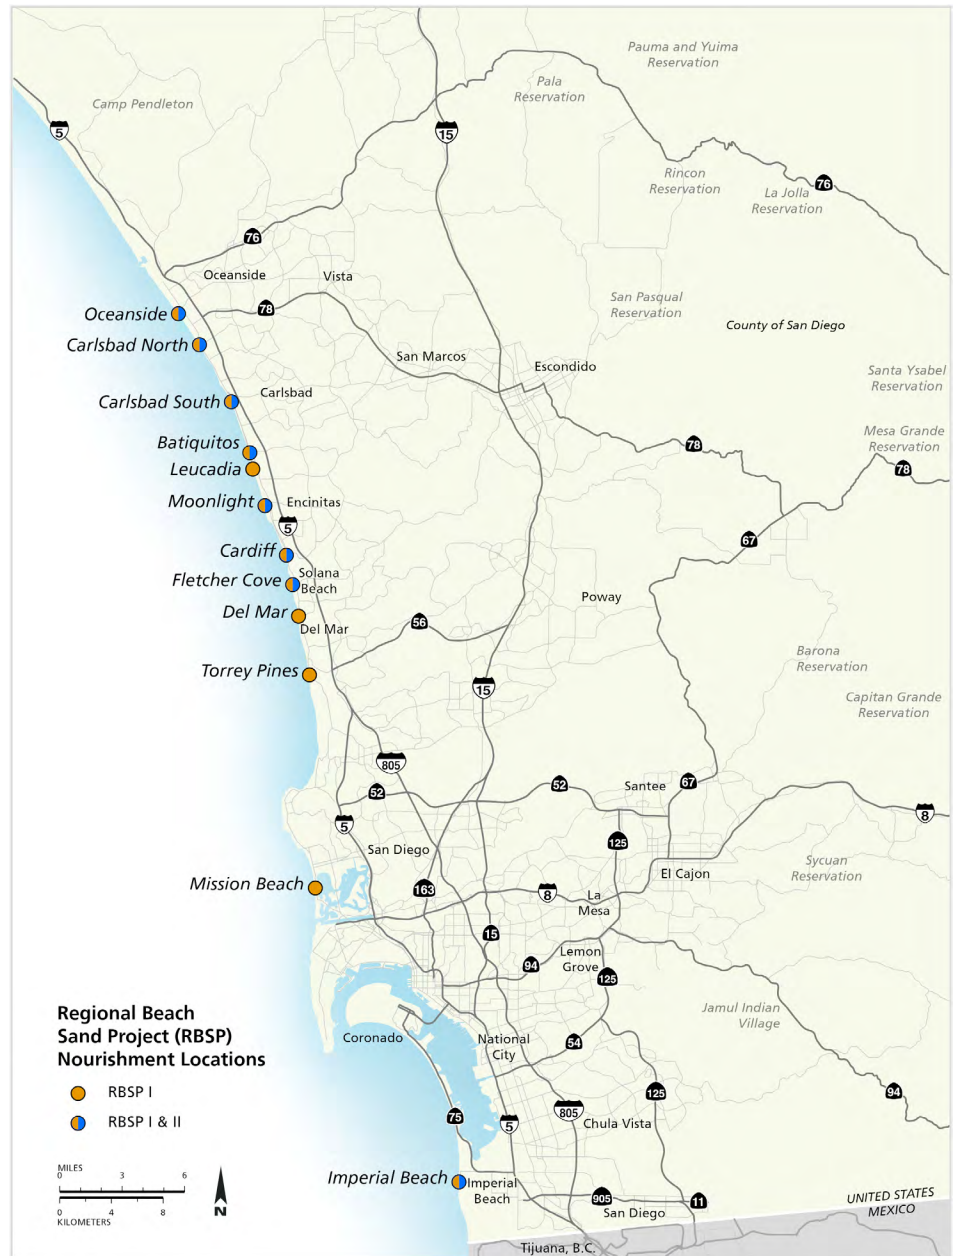 Pauma and Yuima
Reservation
Pala
Reservation
Camp Pendleton
5
15
Rincon
Reservation
76
La Jolla
Reservation
76
Oceanside
Vista
San Pasqual
Reservation
78
Oceanside
County of San Diego
Carlsbad North
San Marcos
Escondido
Santa Ysabel
Reservation
Carlsbad
Carlsbad South
Mesa Grande
Reservation
Batiquitos
78
78
Leucadia
Moonlight
Encinitas
5
67
Cardiff
Solana
Beach
Fletcher Cove
Poway
Del Mar
56
Del Mar
Barona
Reservation
Torrey Pines
15
Capitan Grande
Reservation
805
52
52
Santee
67
8
5
125
San Diego
Sycuan
Reservation
El Cajon
Mission Beach
163
8
La
Mesa
15
Lemon
Grove
94
125
Regional Beach
Sand Project (RBSP)
Nourishment Locations
Jamul Indian
Village
Coronado
National
City
54
RBSP I
125
94
RBSP I & II
75
5
805
Chula Vista
MILES
0 3 6
0 4 8
KILOMETERS
N
Imperial Beach
Imperial
Beach
905
11
San Diego
UNITED STATES
MEXICO
Tijuana, B.C.